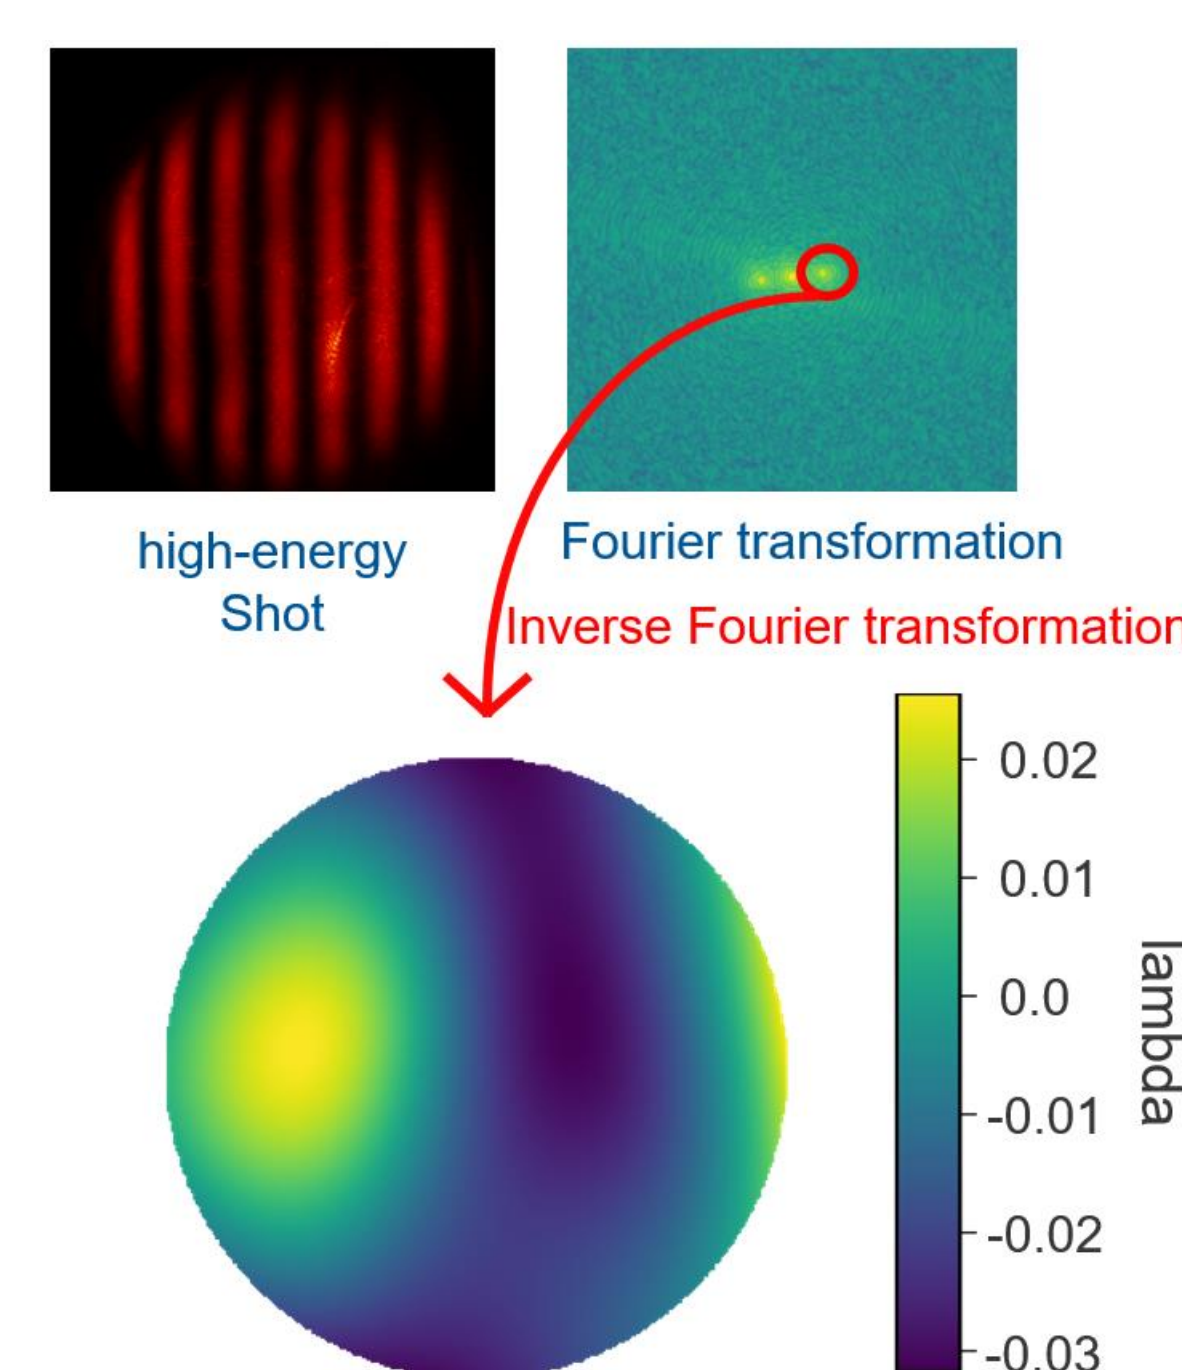 high-energy
Shot
Fourier transformation
Inverse Fourier transformation
0.02
0.01
0.0
-0.01
-0.02
-0.03
lambda